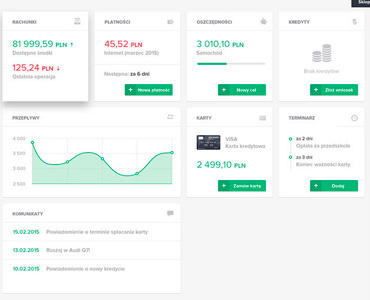 Sklep
RACHUNKI
81 999,59 PLN ↑
Dostępne środki
125,24 PLN ↓
Ostatnia operacja
PŁATNOŚCI
45,52 PLN
Internet (marzec 2015)
Następna: za 6 dni
+ Nowa płatność
OSZCZĘDNOŚCI
3 010,10 PLN
Samochód
+ Nowy cel
KREDYTY
Brak kredytów
+ Złóż wniosek
PRZEPŁYWY
4 000
3 500
3 000
2 500
KARTY
VISA
Karta kredytowa
2 499,10 PLN
+ Zamów kartę
TERMINARZ
za 2 dni
Opłata za przedszkole
za 3 dni
Koniec ważności karty
+ Dodaj
KOMUNIKATY
15.02.2015 Powiadomienie o terminie spłacania karty
13.02.2015 Ruszaj w Audi Q7!
10.02.2015 Powiadomienie o nowy kredycie